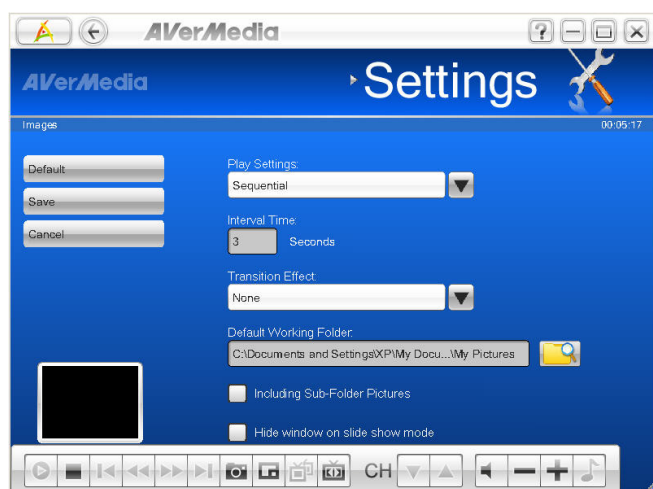 AVerMedia
AVerMedia
Settings
Images
00:05:17
Default
Save
Cancel
Play Settings:
Sequential
Interval Time:
3 Seconds
Transition Effect:
None
Default Working Folder:
C:\Documents and Settings\XP\My Docu...\My Pictures
Including Sub-Folder Pictures
Hide window on slide show mode
CH